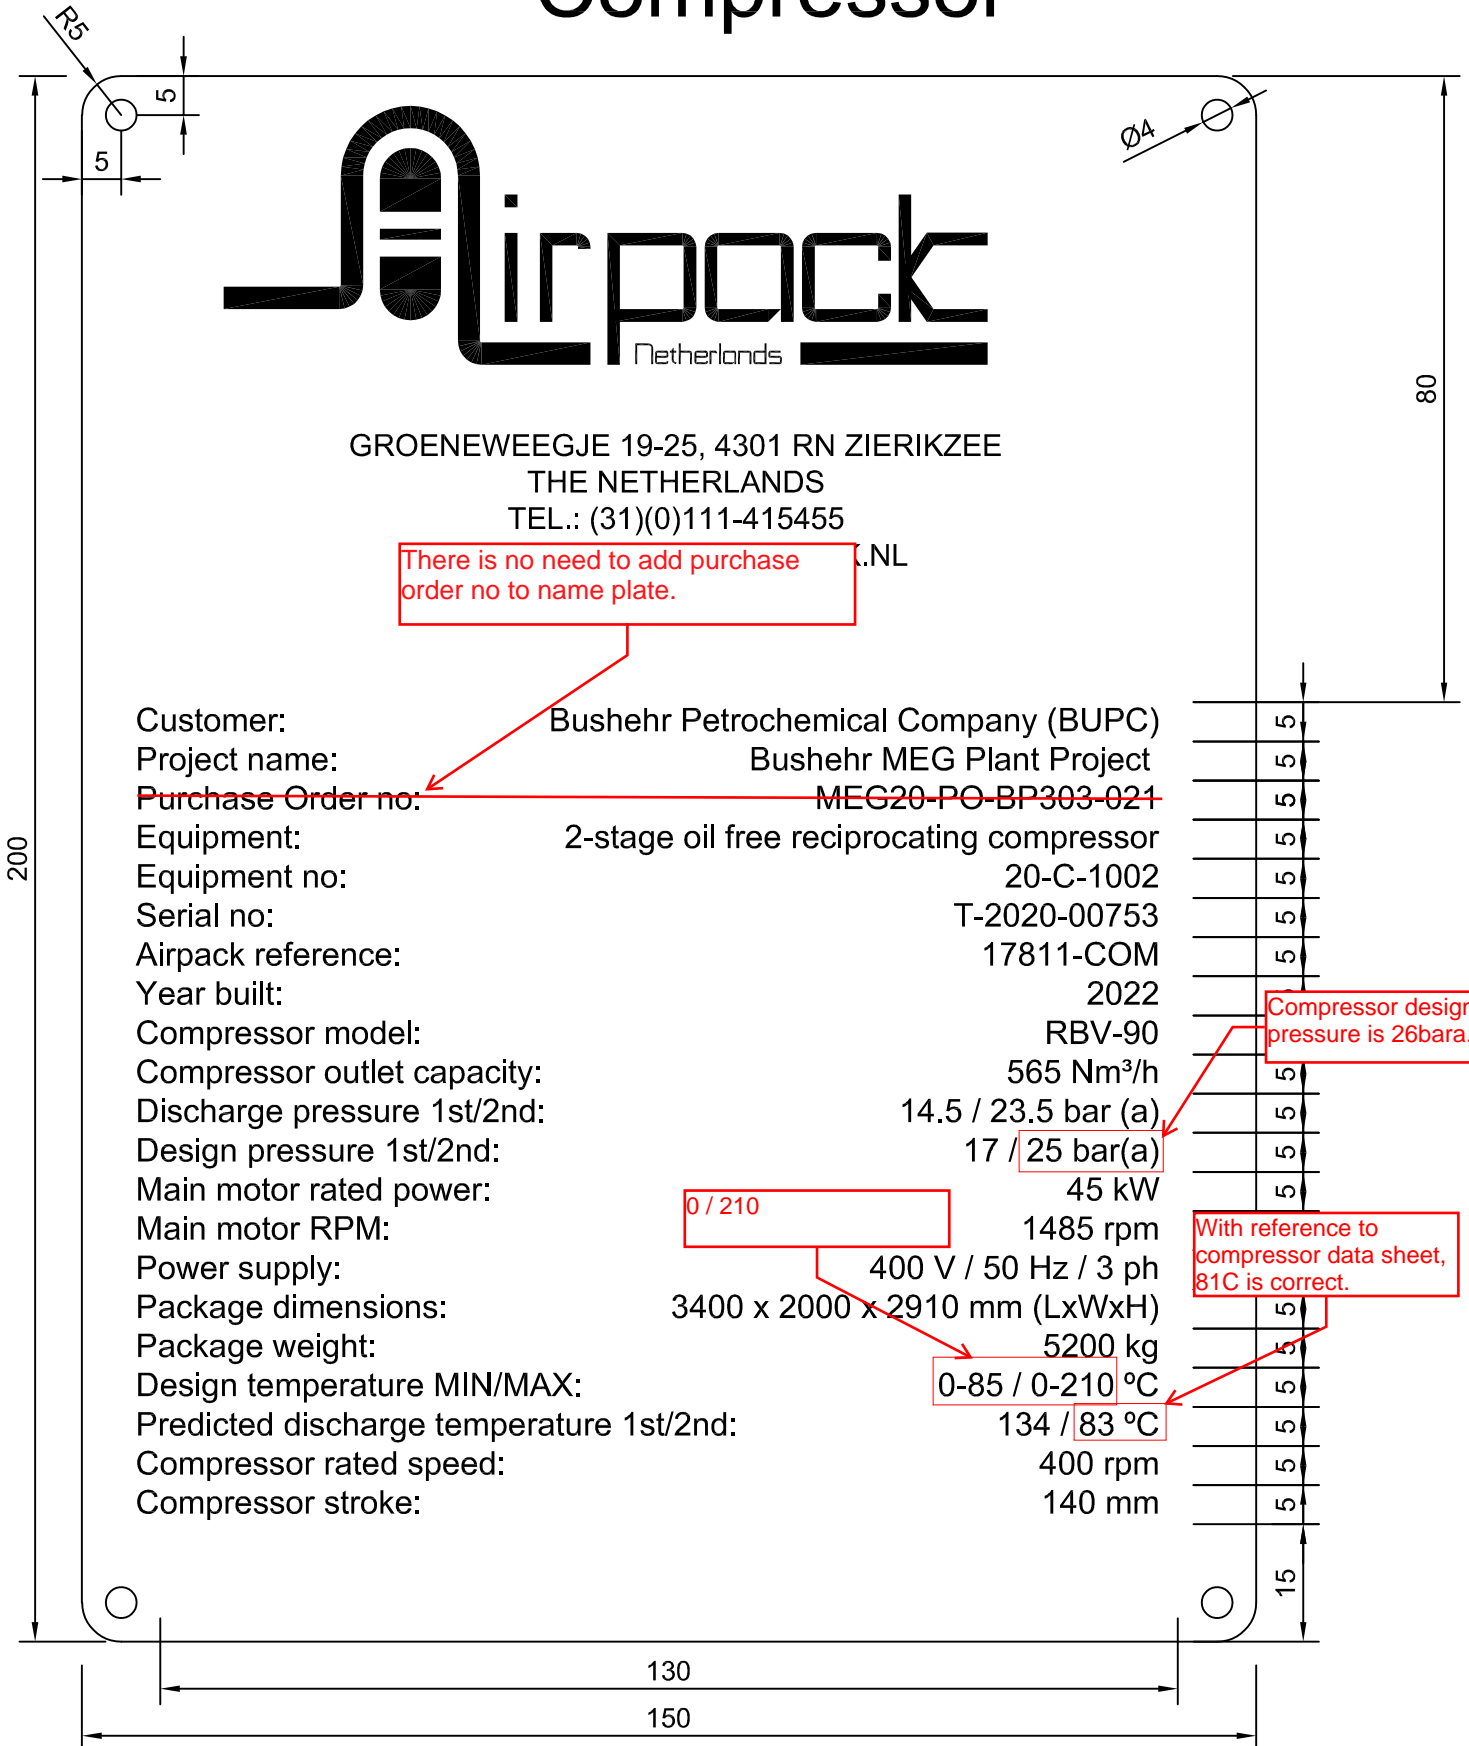 Compressor
R5
5
5
Ø4
Airpack
Netherlands
80
GROENEWEEGJE 19-25, 4301 RN ZIERIKZEE
THE NETHERLANDS
TEL.: (31)(0)111-415455
.NL
There is no need to add purchase
order no to name plate.
Customer: Bushehr Petrochemical Company (BUPC) 5
Project name: Bushehr MEG Plant Project 5
Purchase Order no: MEG20-PO-BP303-021 5
200
Equipment: 2-stage oil free reciprocating compressor 5
Equipment no: 20-C-1002 5
Serial no: T-2020-00753 5
Airpack reference: 17811-COM 5
Year built: 2022
Compressor design
pressure is 26bara.
Compressor model: RBV-90
Compressor outlet capacity: 565 Nm³/h 5
Discharge pressure 1st/2nd: 14.5 / 23.5 bar (a) 5
Design pressure 1st/2nd: 17 / 25 bar(a) 5
Main motor rated power: 45 kW 5
0 / 210
Main motor RPM: 1485 rpm
With reference to
compressor data sheet,
81C is correct.
Power supply: 400 V / 50 Hz / 3 ph
Package dimensions: 3400 x 2000 x 2910 mm (LxWxH) 5
Package weight: 5200 kg 5
Design temperature MIN/MAX: 0-85 / 0-210 ºC 5
Predicted discharge temperature 1st/2nd: 134 / 83 ºC 5
Compressor rated speed: 400 rpm 5
Compressor stroke: 140 mm 5
15
130
150